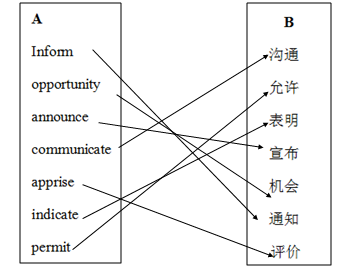 A
B
Inform
沟通
opportunity
允许
announce
表明
communicate
宣布
apprise
机会
indicate
通知
permit
评价